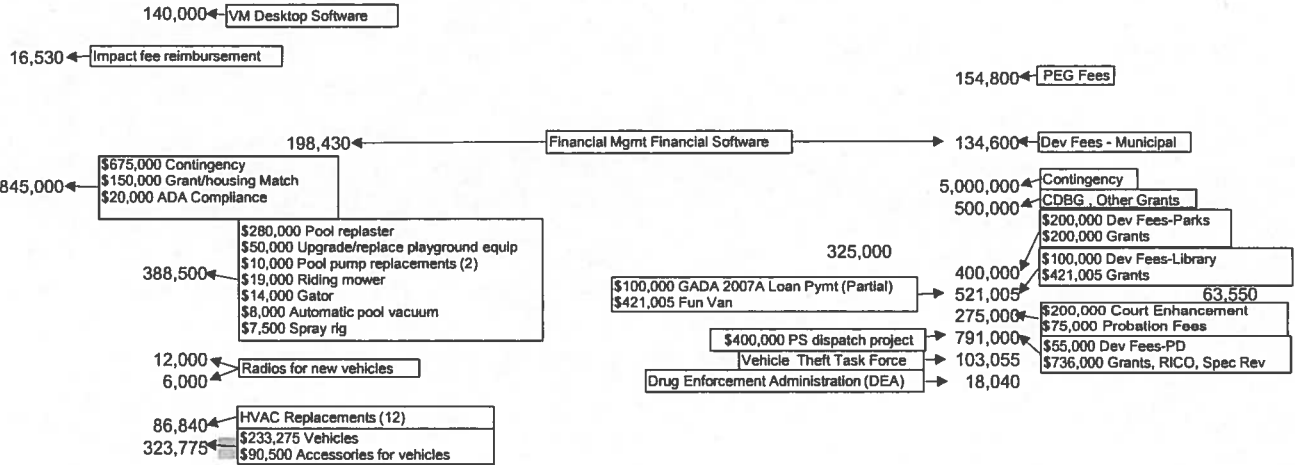 140,000 VM Desktop Software
16,530 Impact fee reimbursement
154,800 PEG Fees
198,430 Financial Mgmt Financial Software 134,600 Dev Fees - Municipal
845,000
$675,000 Contingency
$150,000 Grant/housing Match
$20,000 ADA Compliance
5,000,000 Contingency
500,000 CDBG , Other Grants
388,500
$280,000 Pool replaster
$50,000 Upgrade/replace playground equip
$10,000 Pool pump replacements (2)
$19,000 Riding mower
$14,000 Gator
$8,000 Automatic pool vacuum
$7,500 Spray rig
325,000
400,000
$200,000 Dev Fees-Parks
$200,000 Grants
$100,000 GADA 2007A Loan Pymt (Partial)
$421,005 Fun Van
521,005
$100,000 Dev Fees-Library
$421,005 Grants
63,550
275,000
$200,000 Court Enhancement
$75,000 Probation Fees
$400,000 PS dispatch project
791,000
$55,000 Dev Fees-PD
$736,000 Grants, RICO, Spec Rev
Vehicle Theft Task Force 103,055
Drug Enforcement Administration (DEA) 18,040
12,000
6,000
Radios for new vehicles
86,840 HVAC Replacements (12)
323,775
$233,275 Vehicles
$90,500 Accessories for vehicles